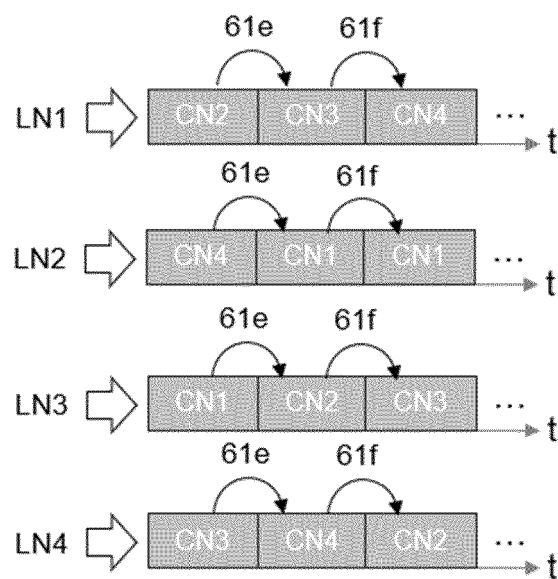 61e 61f
LN1 CN2 CN3 CN4 ... t
61e 61f
LN2 CN4 CN1 CN1 ... t
61e 61f
LN3 CN1 CN2 CN3 ... t
61e 61f
LN4 CN3 CN4 CN2 ... t